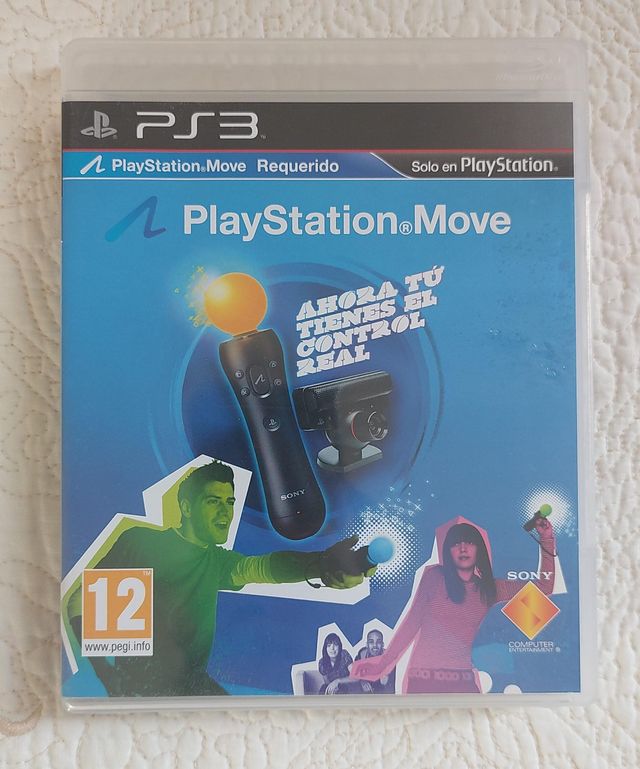 PS3
PlayStation®Move Requerido
Solo en PlayStation®
PlayStation®Move
AHORA TÚ
TIENES EL
CONTROL
REAL
SONY
12
www.pegi.info
SONY
COMPUTER
ENTERTAINMENT®